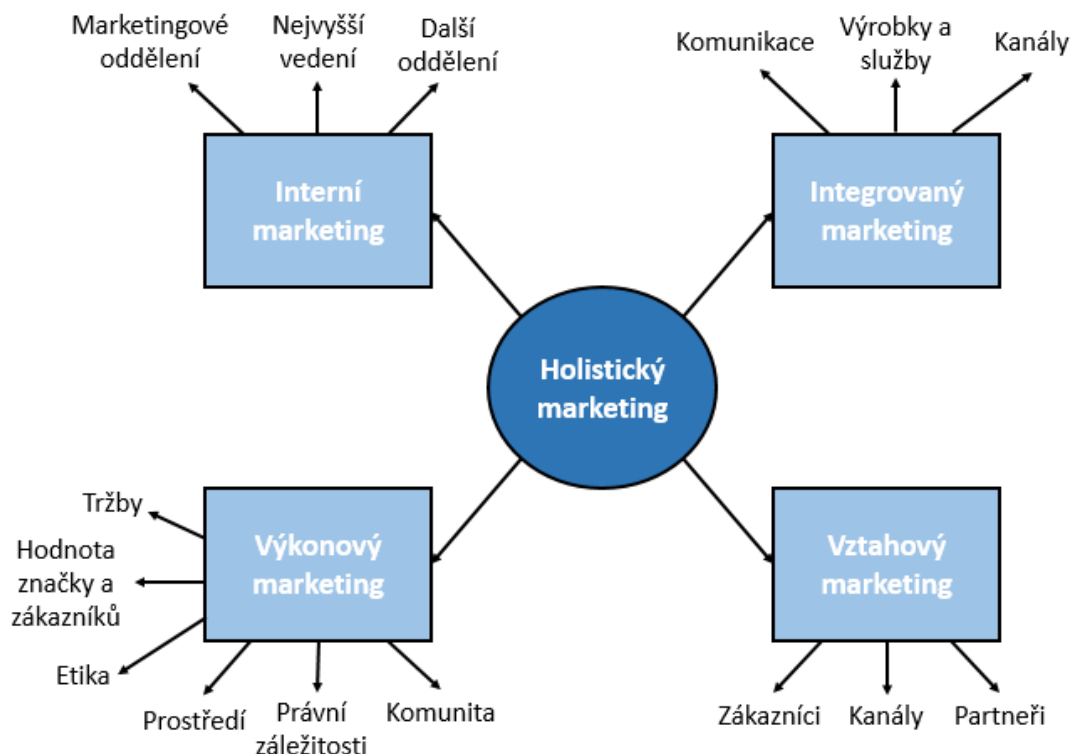 Marketingové
oddělení
Nejvyšší
vedení
Další
oddělení
Komunikace
Výrobky a
služby
Kanály
Interní
marketing
Integrovaný
marketing
Holistický
marketing
Tržby
Hodnota
značky a
zákazníků
Etika
Výkonový
marketing
Prostředí
Právní
záležitosti
Komunita
Vztahový
marketing
Zákazníci
Kanály
Partneři